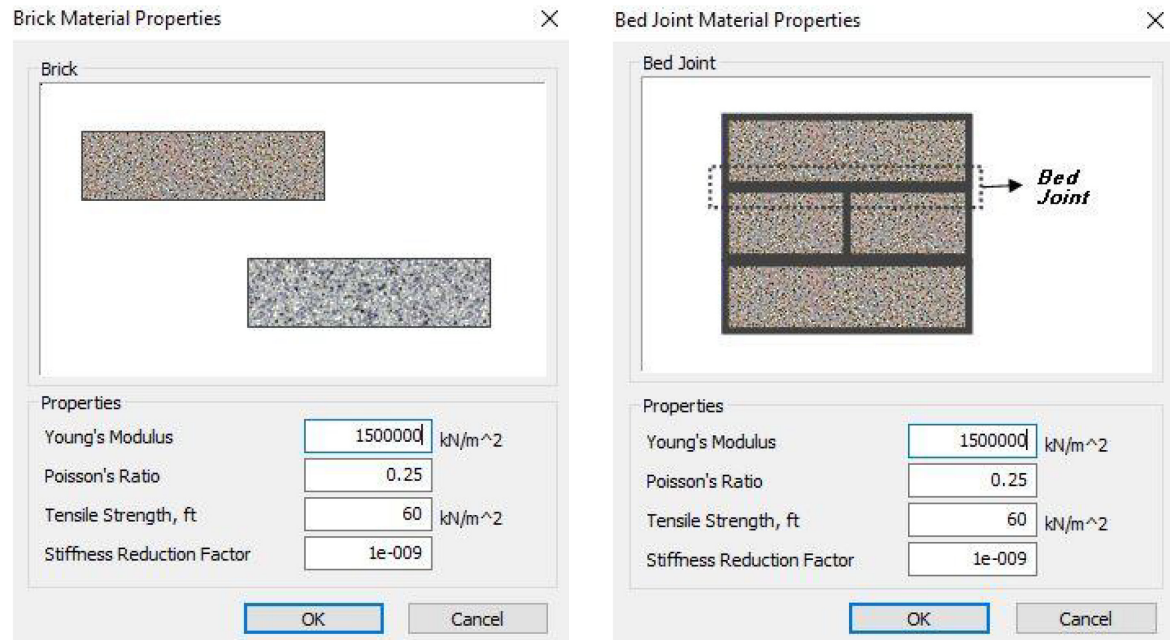 Brick Material Properties
Brick
Properties
Young's Modulus 1500000 kN/m^2
Poisson's Ratio 0.25
Tensile Strength, ft 60 kN/m^2
Stiffness Reduction Factor 1e-009
OK Cancel
Bed Joint Material Properties
Bed Joint
Bed
Joint
Properties
Young's Modulus 1500000 kN/m^2
Poisson's Ratio 0.25
Tensile Strength, ft 60 kN/m^2
Stiffness Reduction Factor 1e-009
OK Cancel